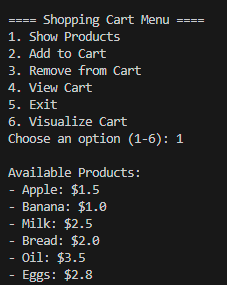 ==== Shopping Cart Menu ====
1. Show Products
2. Add to Cart
3. Remove from Cart
4. View Cart
5. Exit
6. Visualize Cart
Choose an option (1-6): 1

Available Products:
- Apple: $1.5
- Banana: $1.0
- Milk: $2.5
- Bread: $2.0
- Oil: $3.5
- Eggs: $2.8